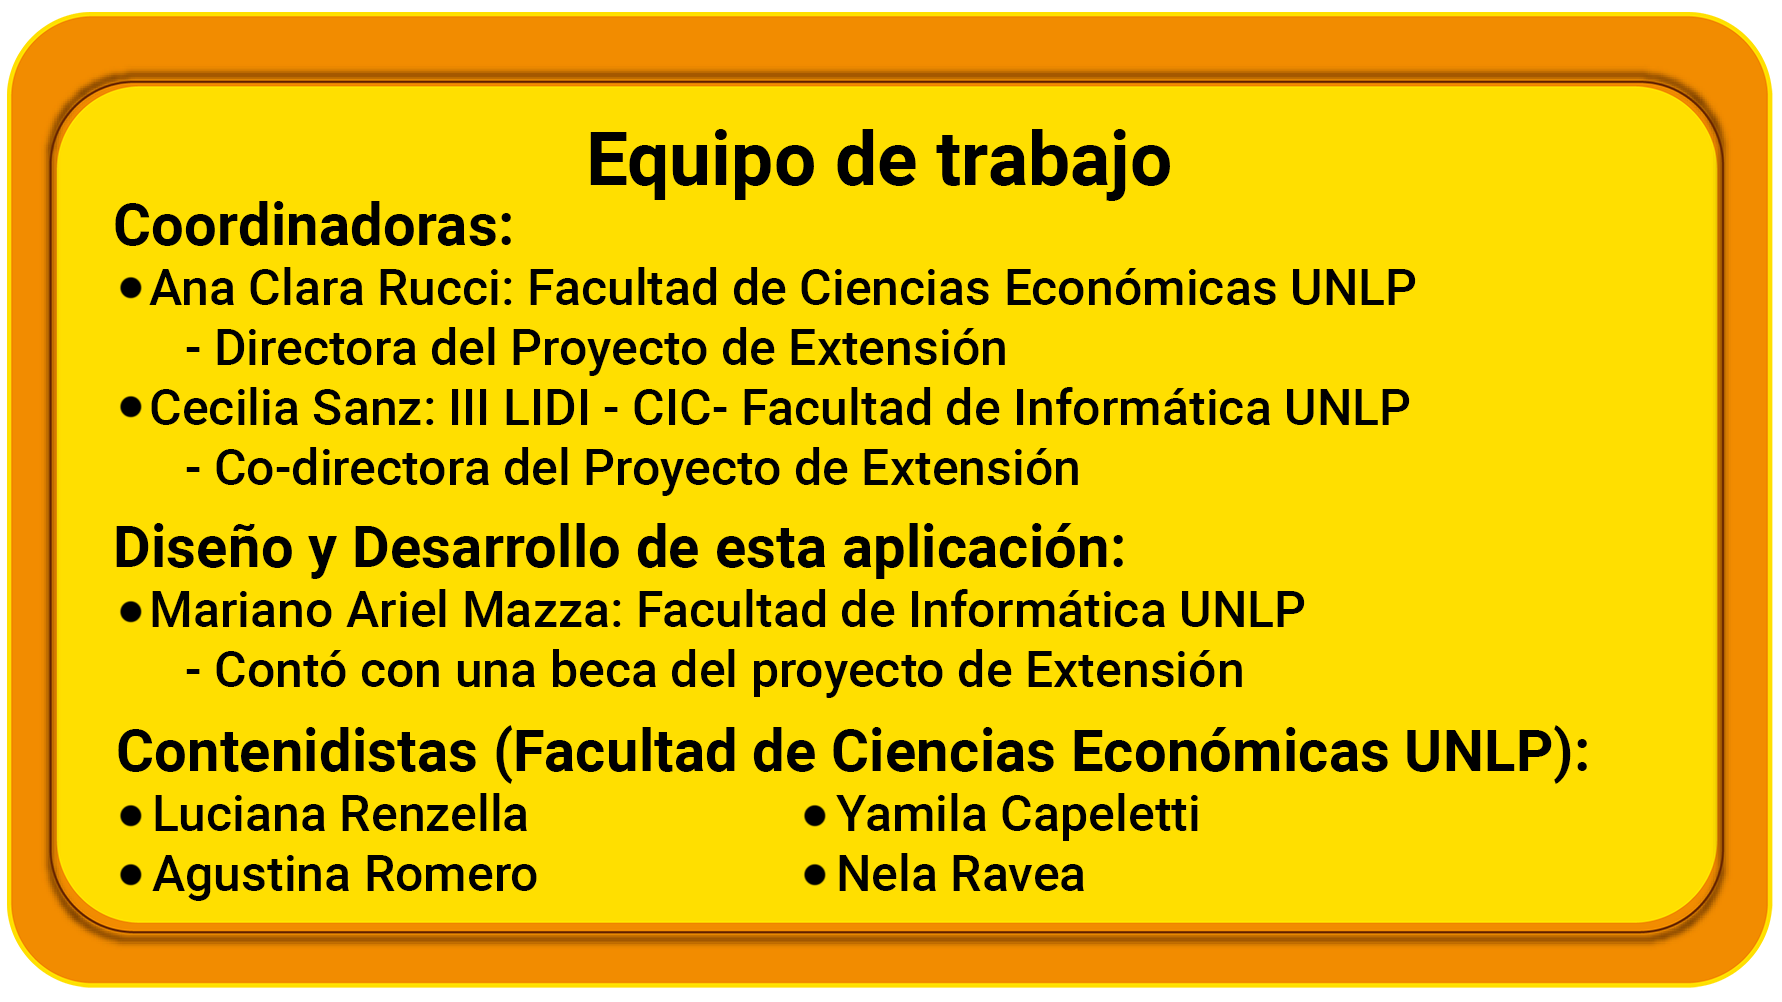 Equipo de trabajo
Coordinadoras:
● Ana Clara Rucci: Facultad de Ciencias Económicas UNLP
- Directora del Proyecto de Extensión
● Cecilia Sanz: III LIDI - CIC- Facultad de Informática UNLP
- Co-directora del Proyecto de Extensión
Diseño y Desarrollo de esta aplicación:
● Mariano Ariel Mazza: Facultad de Informática UNLP
- Contó con una beca del proyecto de Extensión
Contenidistas (Facultad de Ciencias Económicas UNLP):
● Luciana Renzella ● Yamila Capeletti
● Agustina Romero ● Nela Ravea